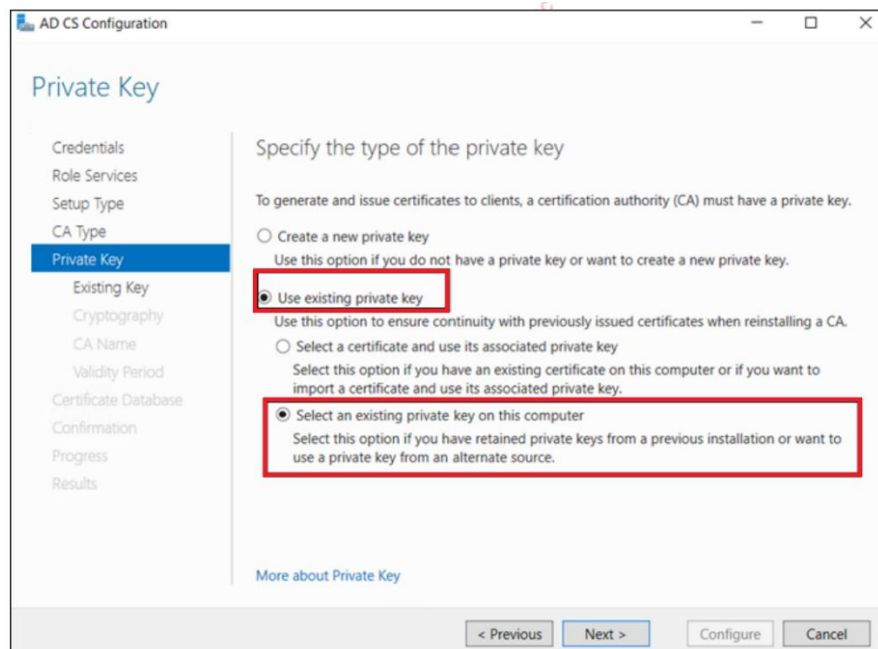 AD CS Configuration
Private Key
Credentials
Role Services
Setup Type
CA Type
Private Key
Existing Key
Cryptography
CA Name
Validity Period
Certificate Database
Confirmation
Progress
Results
Specify the type of the private key
To generate and issue certificates to clients, a certification authority (CA) must have a private key.
Create a new private key
Use this option if you do not have a private key or want to create a new private key.
Use existing private key
Use this option to ensure continuity with previously issued certificates when reinstalling a CA.
Select a certificate and use its associated private key
Select this option if you have an existing certificate on this computer or if you want to
import a certificate and use its associated private key.
Select an existing private key on this computer
Select this option if you have retained private keys from a previous installation or want to
use a private key from an alternate source.
More about Private Key
< Previous
Next >
Configure
Cancel